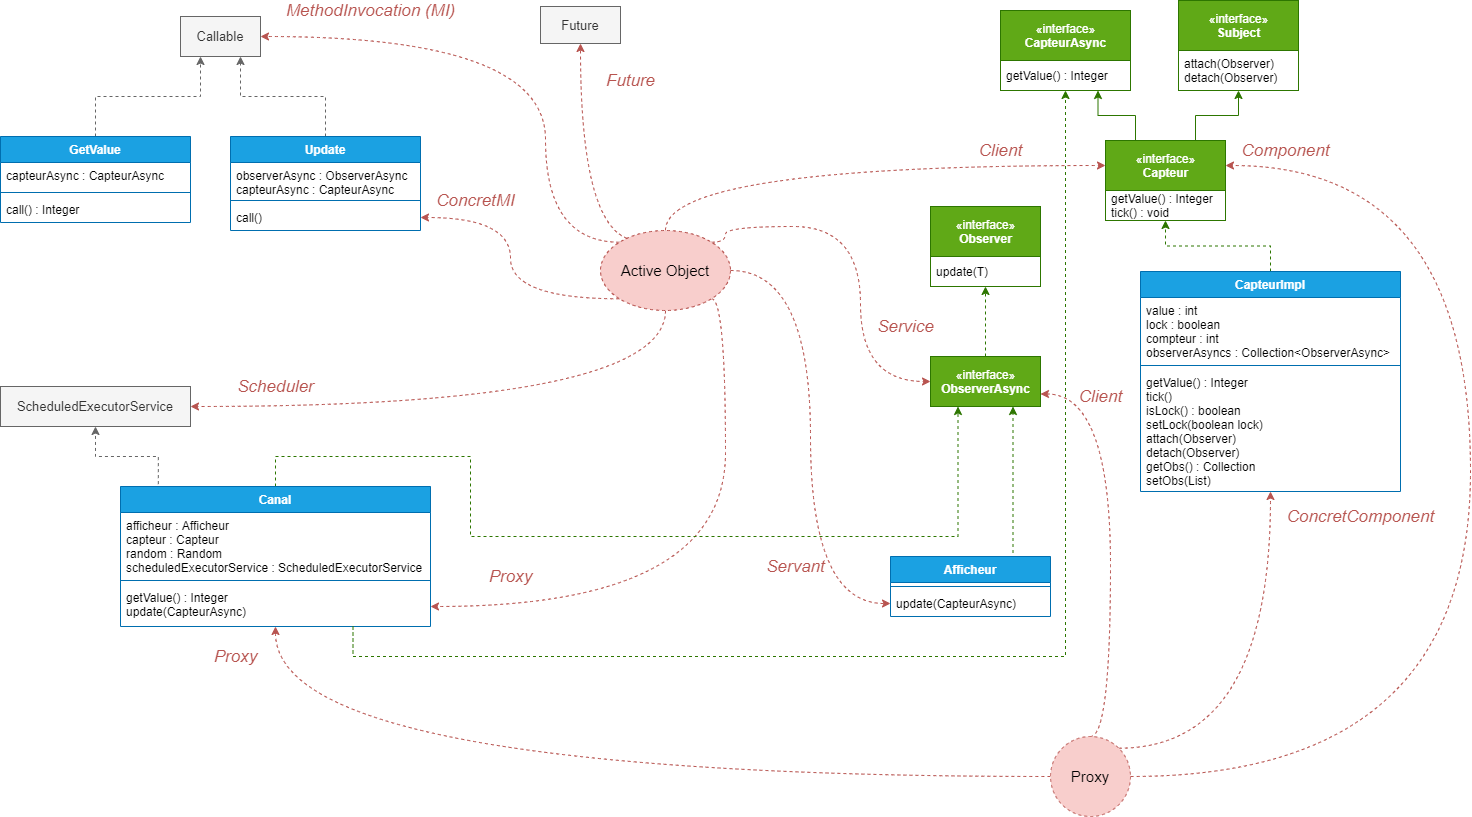 MethodInvocation (MI)
Callable
Future
Future
«interface»
CapteurAsync
getValue() : Integer
«interface»
Subject
attach(Observer)
detach(Observer)
GetValue
capteurAsync : CapteurAsync
call() : Integer
Update
observerAsync : ObserverAsync
capteurAsync : CapteurAsync
call()
ConcretMI
Client
«interface»
Capteur
getValue() : Integer
tick() : void
Component
Active Object
«interface»
Observer
update(T)
Service
CapteurImpl
value : int
lock : boolean
compteur : int
observerAsyncs : Collection<ObserverAsync>
getValue() : Integer
tick()
isLock() : boolean
setLock(boolean lock)
attach(Observer)
detach(Observer)
getObs() : Collection
setObs(List)
Scheduler
ScheduledExecutorService
«interface»
ObserverAsync
Client
Canal
afficheur : Afficheur
capteur : Capteur
random : Random
scheduledExecutorService : ScheduledExecutorService
getValue() : Integer
update(CapteurAsync)
Proxy
Servant
Afficheur
update(CapteurAsync)
ConcretComponent
Proxy
Proxy